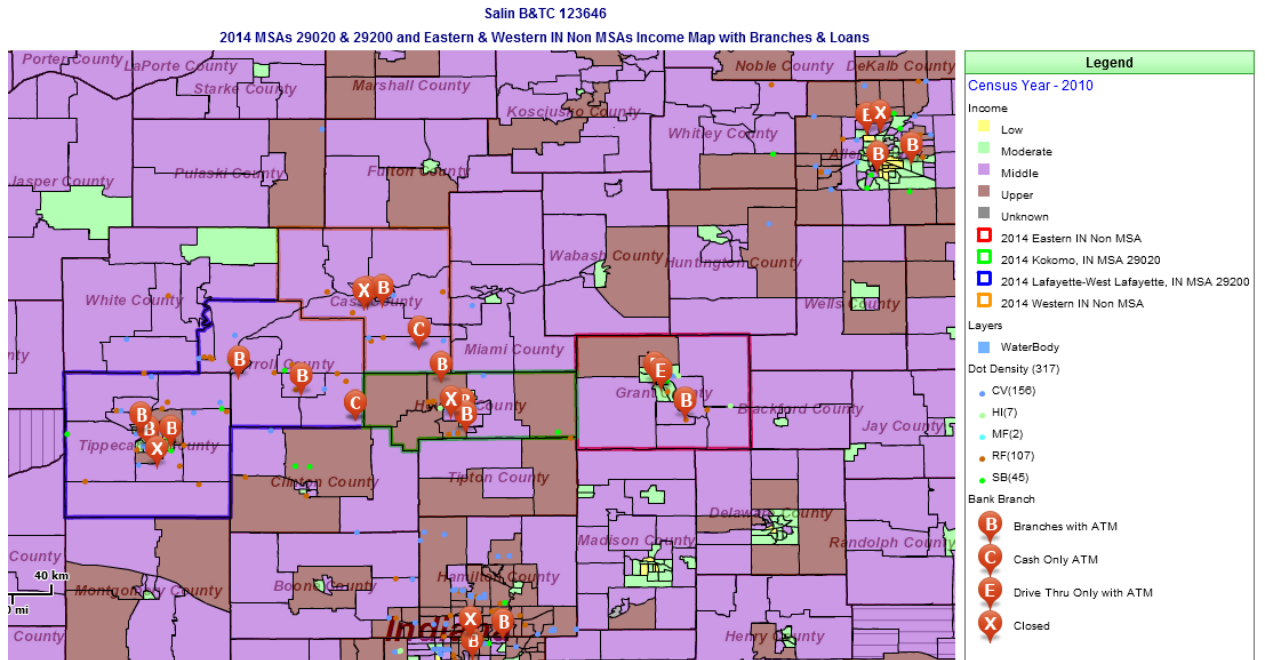 Salin B&TC 123646
2014 MSAs 29020 & 29200 and Eastern & Western IN Non MSAs Income Map with Branches & Loans
Porter County
LaPorte County
Starke County
Marshall County
Noble County
DeKalb County
Kosciusko County
Whitley County
Jasper County
Pulaski County
Fulton County
Wabash County
Huntington County
White County
Cass County
Wells County
Miami County
Grant County
Blackford County
Jay County
County
Clinton County
Tipton County
Delaware County
Madison County
Randolph County
County
40 km
0 mi
Montgomery County
Boone County
Hamilton County
County
Henry County
B
C
E
X
Legend
Census Year - 2010
Income
Low
Moderate
Middle
Upper
Unknown
2014 Eastern IN Non MSA
2014 Kokomo, IN MSA 29020
2014 Lafayette-West Lafayette, IN MSA 29200
2014 Western IN Non MSA
Layers
WaterBody
Dot Density (317)
CV(156)
HI(7)
MF(2)
RF(107)
SB(45)
Bank Branch
B Branches with ATM
C Cash Only ATM
E Drive Thru Only with ATM
X Closed